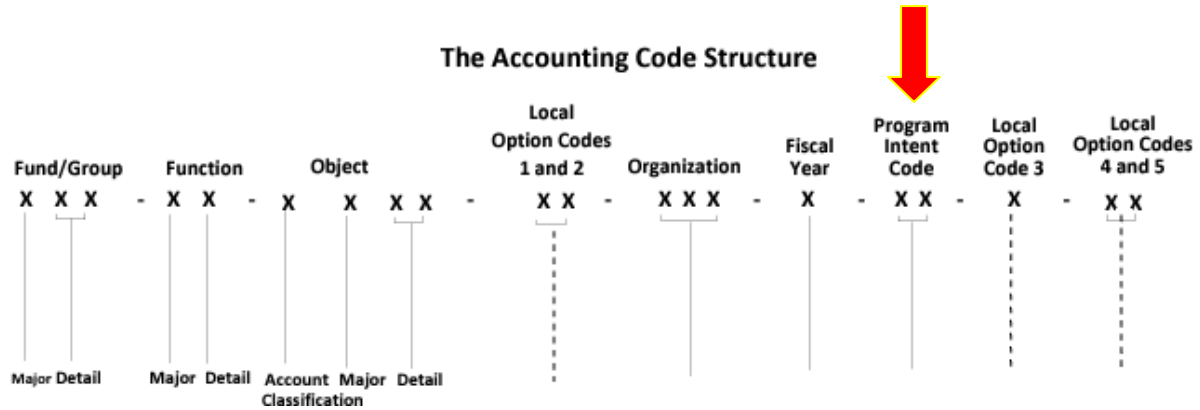 The Accounting Code Structure
Fund/Group
Function
Object
Local
Option Codes
1 and 2
Organization
Fiscal
Year
Program
Intent
Code
Local
Option
Code 3
Local
Option Codes
4 and 5
X X X - X X - X X X X - X X - X X X - X - X X - X - X X
Major Detail
Major Detail
Account
Classification
Major Detail